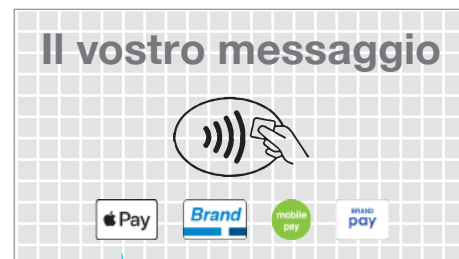 Il vostro messaggio
Pay
Brand
mobile
pay
BRAND
pay